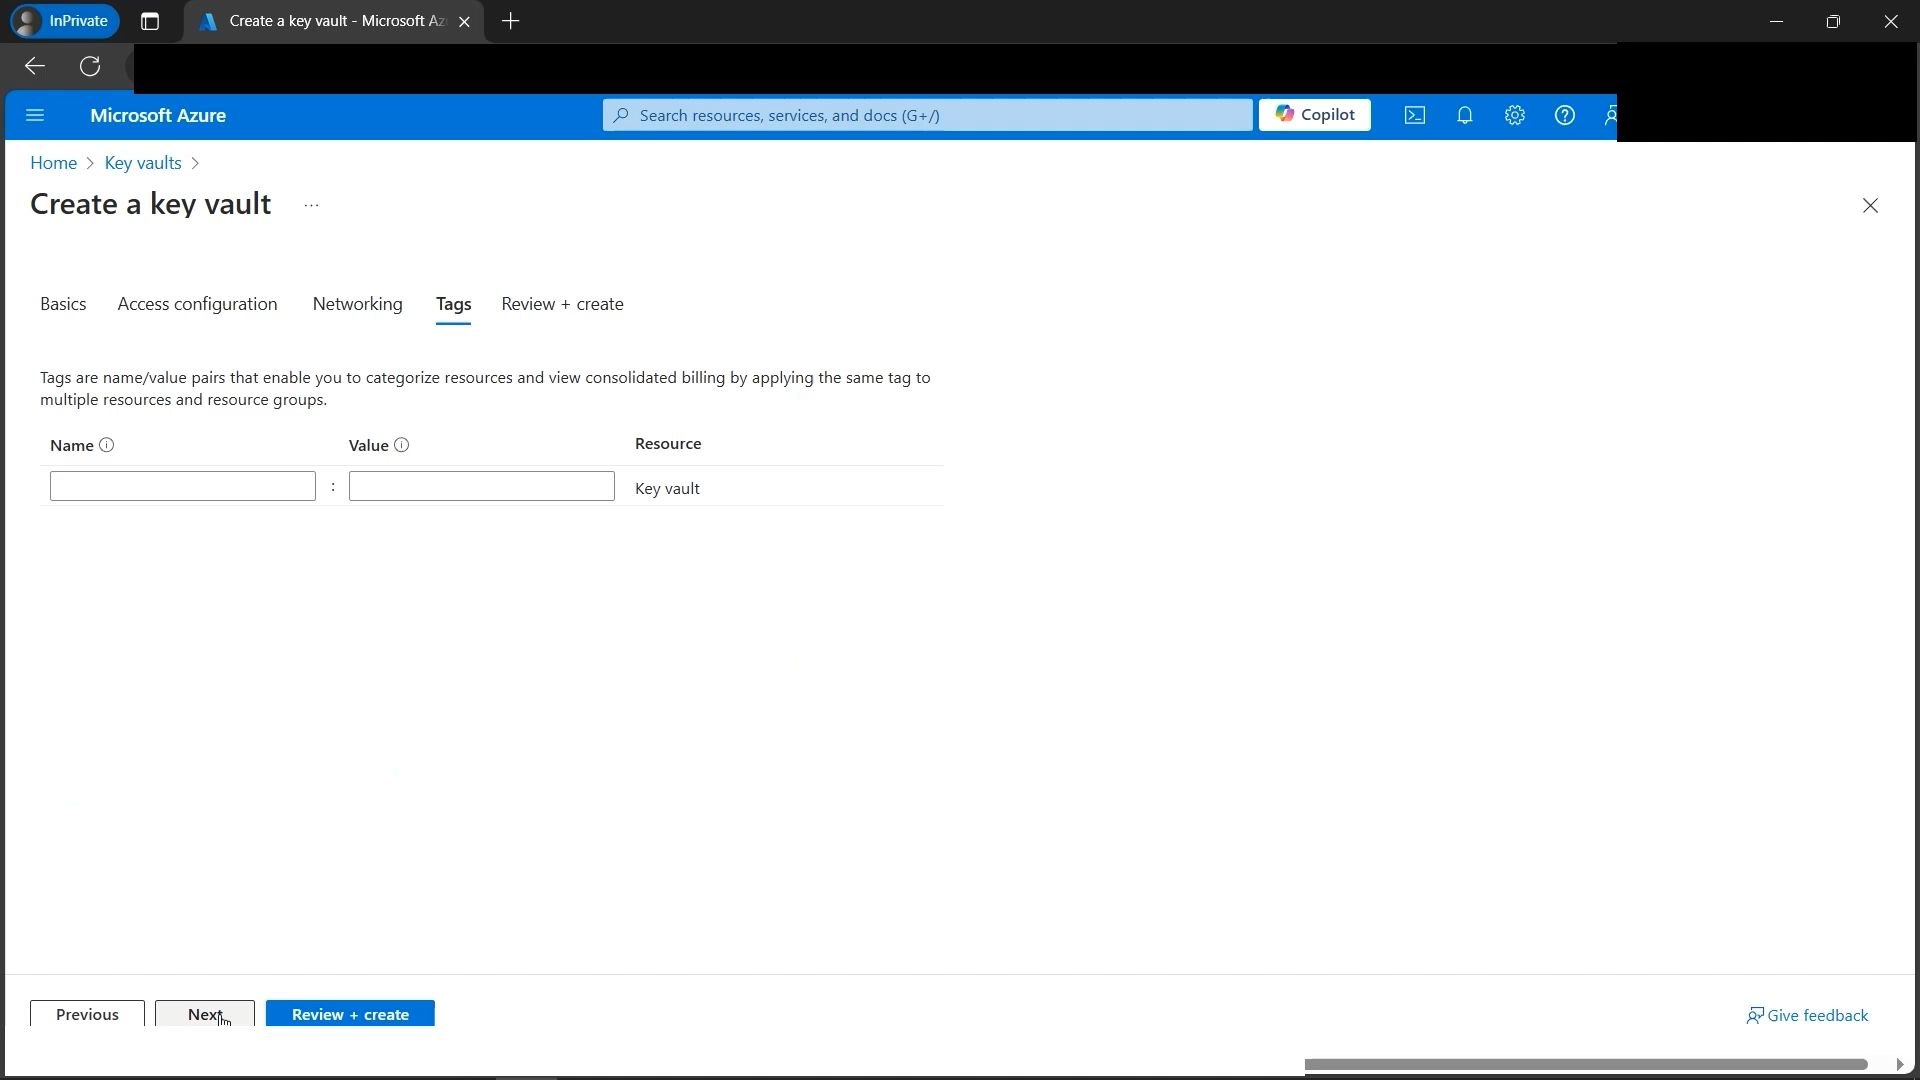 InPrivate
Create a key vault - Microsoft Az
Microsoft Azure
Search resources, services, and docs (G+/)
Copilot
Home > Key vaults >
Create a key vault ...
Basics
Access configuration
Networking
Tags
Review + create
Tags are name/value pairs that enable you to categorize resources and view consolidated billing by applying the same tag to
multiple resources and resource groups.
Name
Value
Resource
:
Key vault
Previous
Next
Review + create
Give feedback